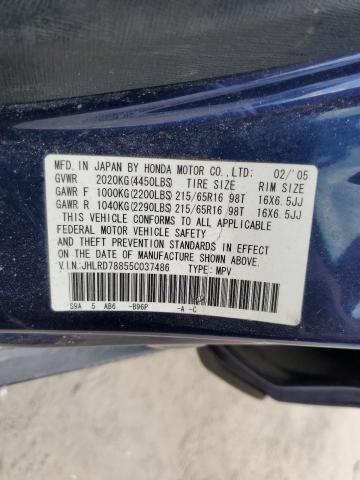 MFD. IN JAPAN BY HONDA MOTOR CO., LTD: 02/'05
GVWR 2020KG(4450LBS) TIRE SIZE RIM SIZE
GAWR F 1000KG(2200LBS) 215/65R16 98T 16X6.5JJ
GAWR R 1040KG(2290LBS) 215/65R16 98T 16X6.5JJ
THIS VEHICLE CONFORMS TO ALL APPLICABLE
FEDERAL MOTOR VEHICLE SAFETY
AND THEFT PREVENTION STANDARDS IN EFFECT
ON THE DATE OF MANUFACTURE SHOWN ABOVE.
V.I.N:JHLRD78855C037486 TYPE: MPV
S9A 5 AB6 -B96P -A -C